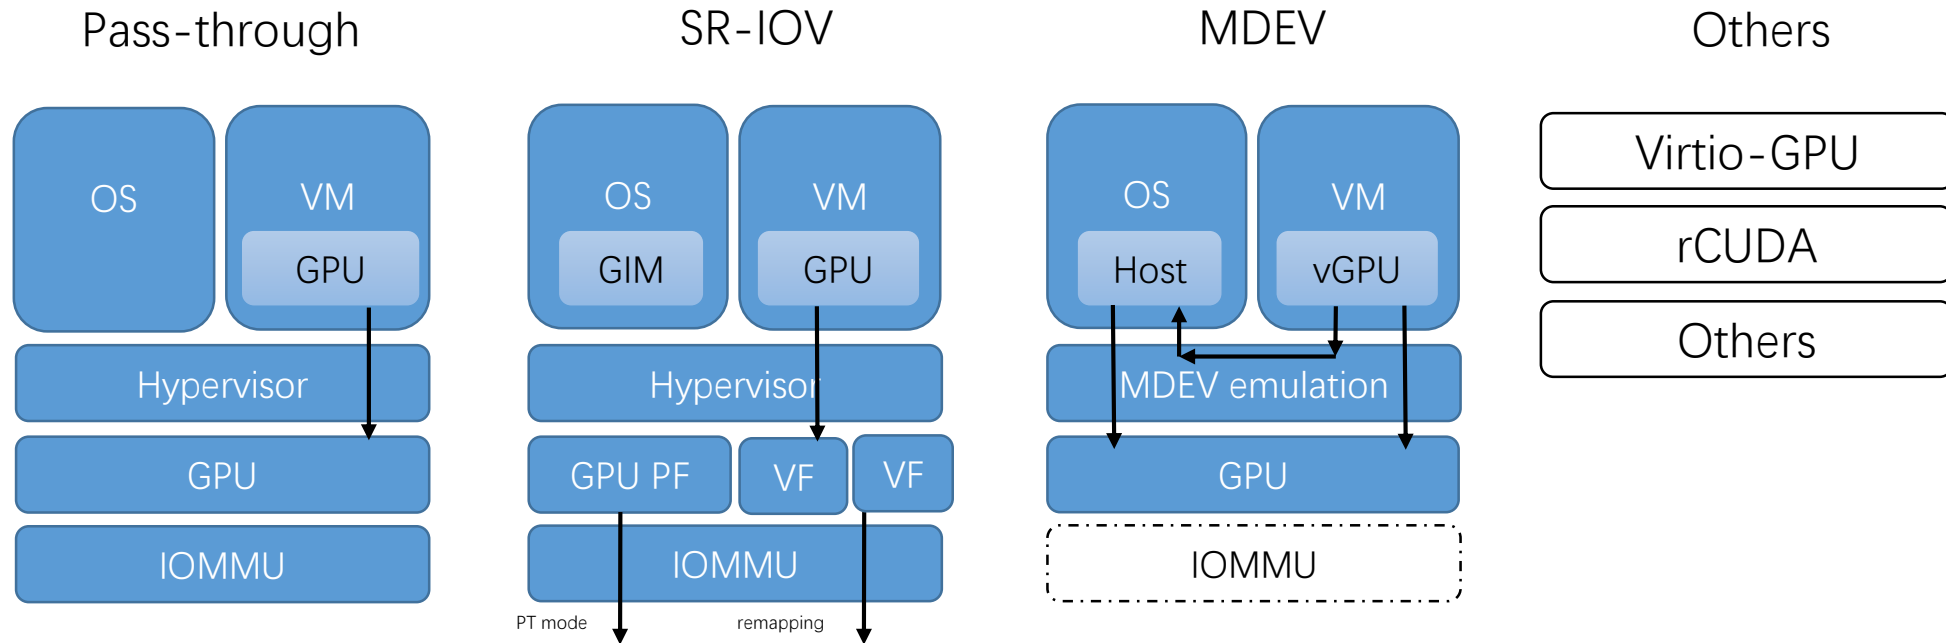 Pass-through
OS
VM
GPU
Hypervisor
GPU
IOMMU
SR-IOV
OS
GIM
VM
GPU
Hypervisor
GPU PF
VF
VF
IOMMU
PT mode
remapping
MDEV
OS
Host
VM
vGPU
MDEV emulation
GPU
IOMMU
Others
Virtio-GPU
rCUDA
Others